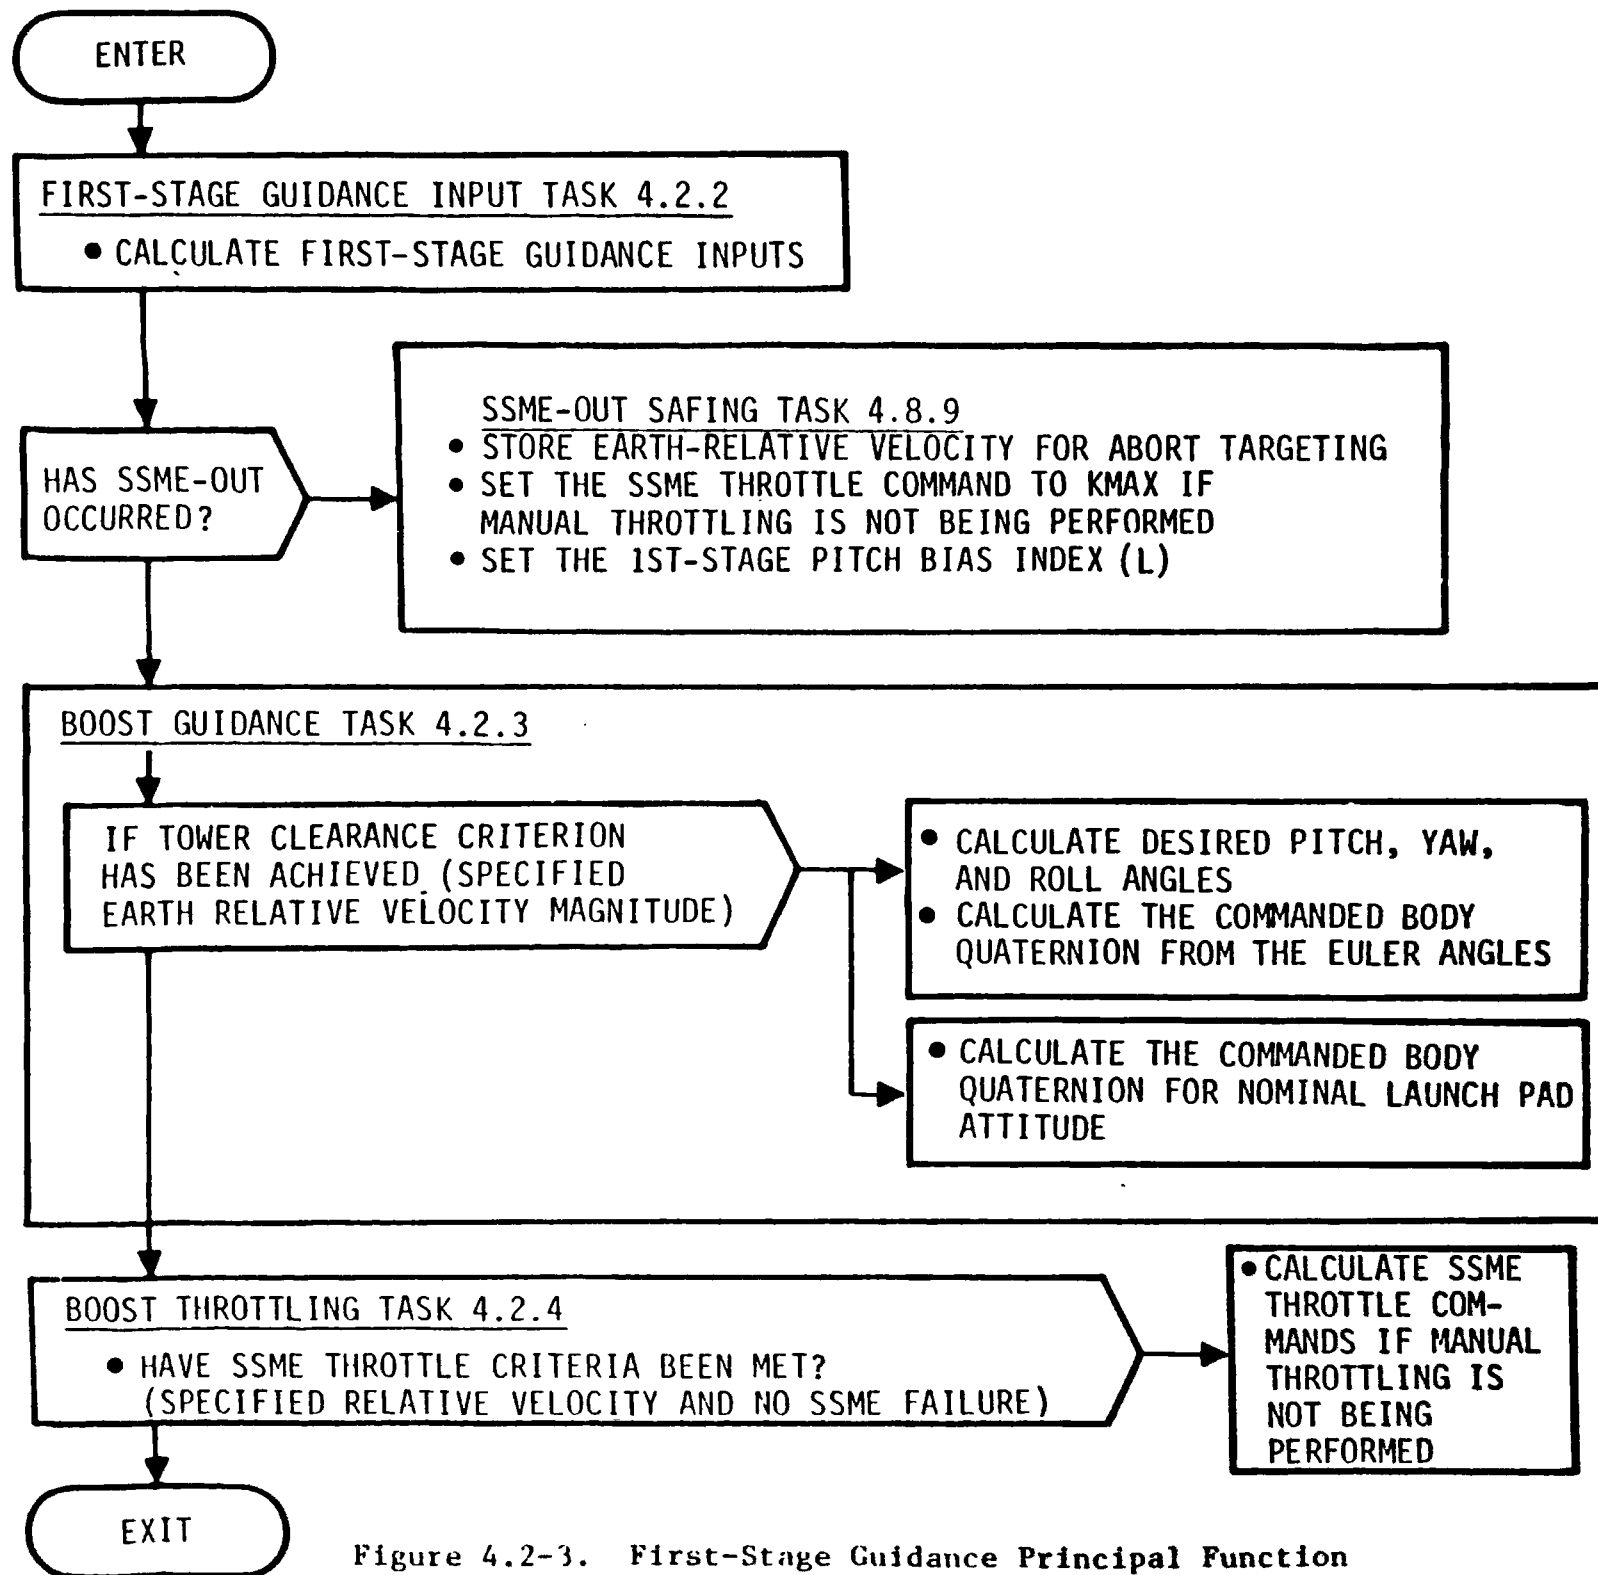 ENTER
FIRST-STAGE GUIDANCE INPUT TASK 4.2.2
• CALCULATE FIRST-STAGE GUIDANCE INPUTS
HAS SSME-OUT
OCCURRED?
SSME-OUT SAFING TASK 4.8.9
• STORE EARTH-RELATIVE VELOCITY FOR ABORT TARGETING
• SET THE SSME THROTTLE COMMAND TO KMAX IF
MANUAL THROTTLING IS NOT BEING PERFORMED
• SET THE 1ST-STAGE PITCH BIAS INDEX (L)
BOOST GUIDANCE TASK 4.2.3
IF TOWER CLEARANCE CRITERION
HAS BEEN ACHIEVED (SPECIFIED
EARTH RELATIVE VELOCITY MAGNITUDE)
• CALCULATE DESIRED PITCH, YAW,
AND ROLL ANGLES
• CALCULATE THE COMMANDED BODY
QUATERNION FROM THE EULER ANGLES
• CALCULATE THE COMMANDED BODY
QUATERNION FOR NOMINAL LAUNCH PAD
ATTITUDE
BOOST THROTTLING TASK 4.2.4
• HAVE SSME THROTTLE CRITERIA BEEN MET?
(SPECIFIED RELATIVE VELOCITY AND NO SSME FAILURE)
• CALCULATE SSME
THROTTLE COM-
MANDS IF MANUAL
THROTTLING IS
NOT BEING
PERFORMED
EXIT
Figure 4.2-3. First-Stage Guidance Principal Function